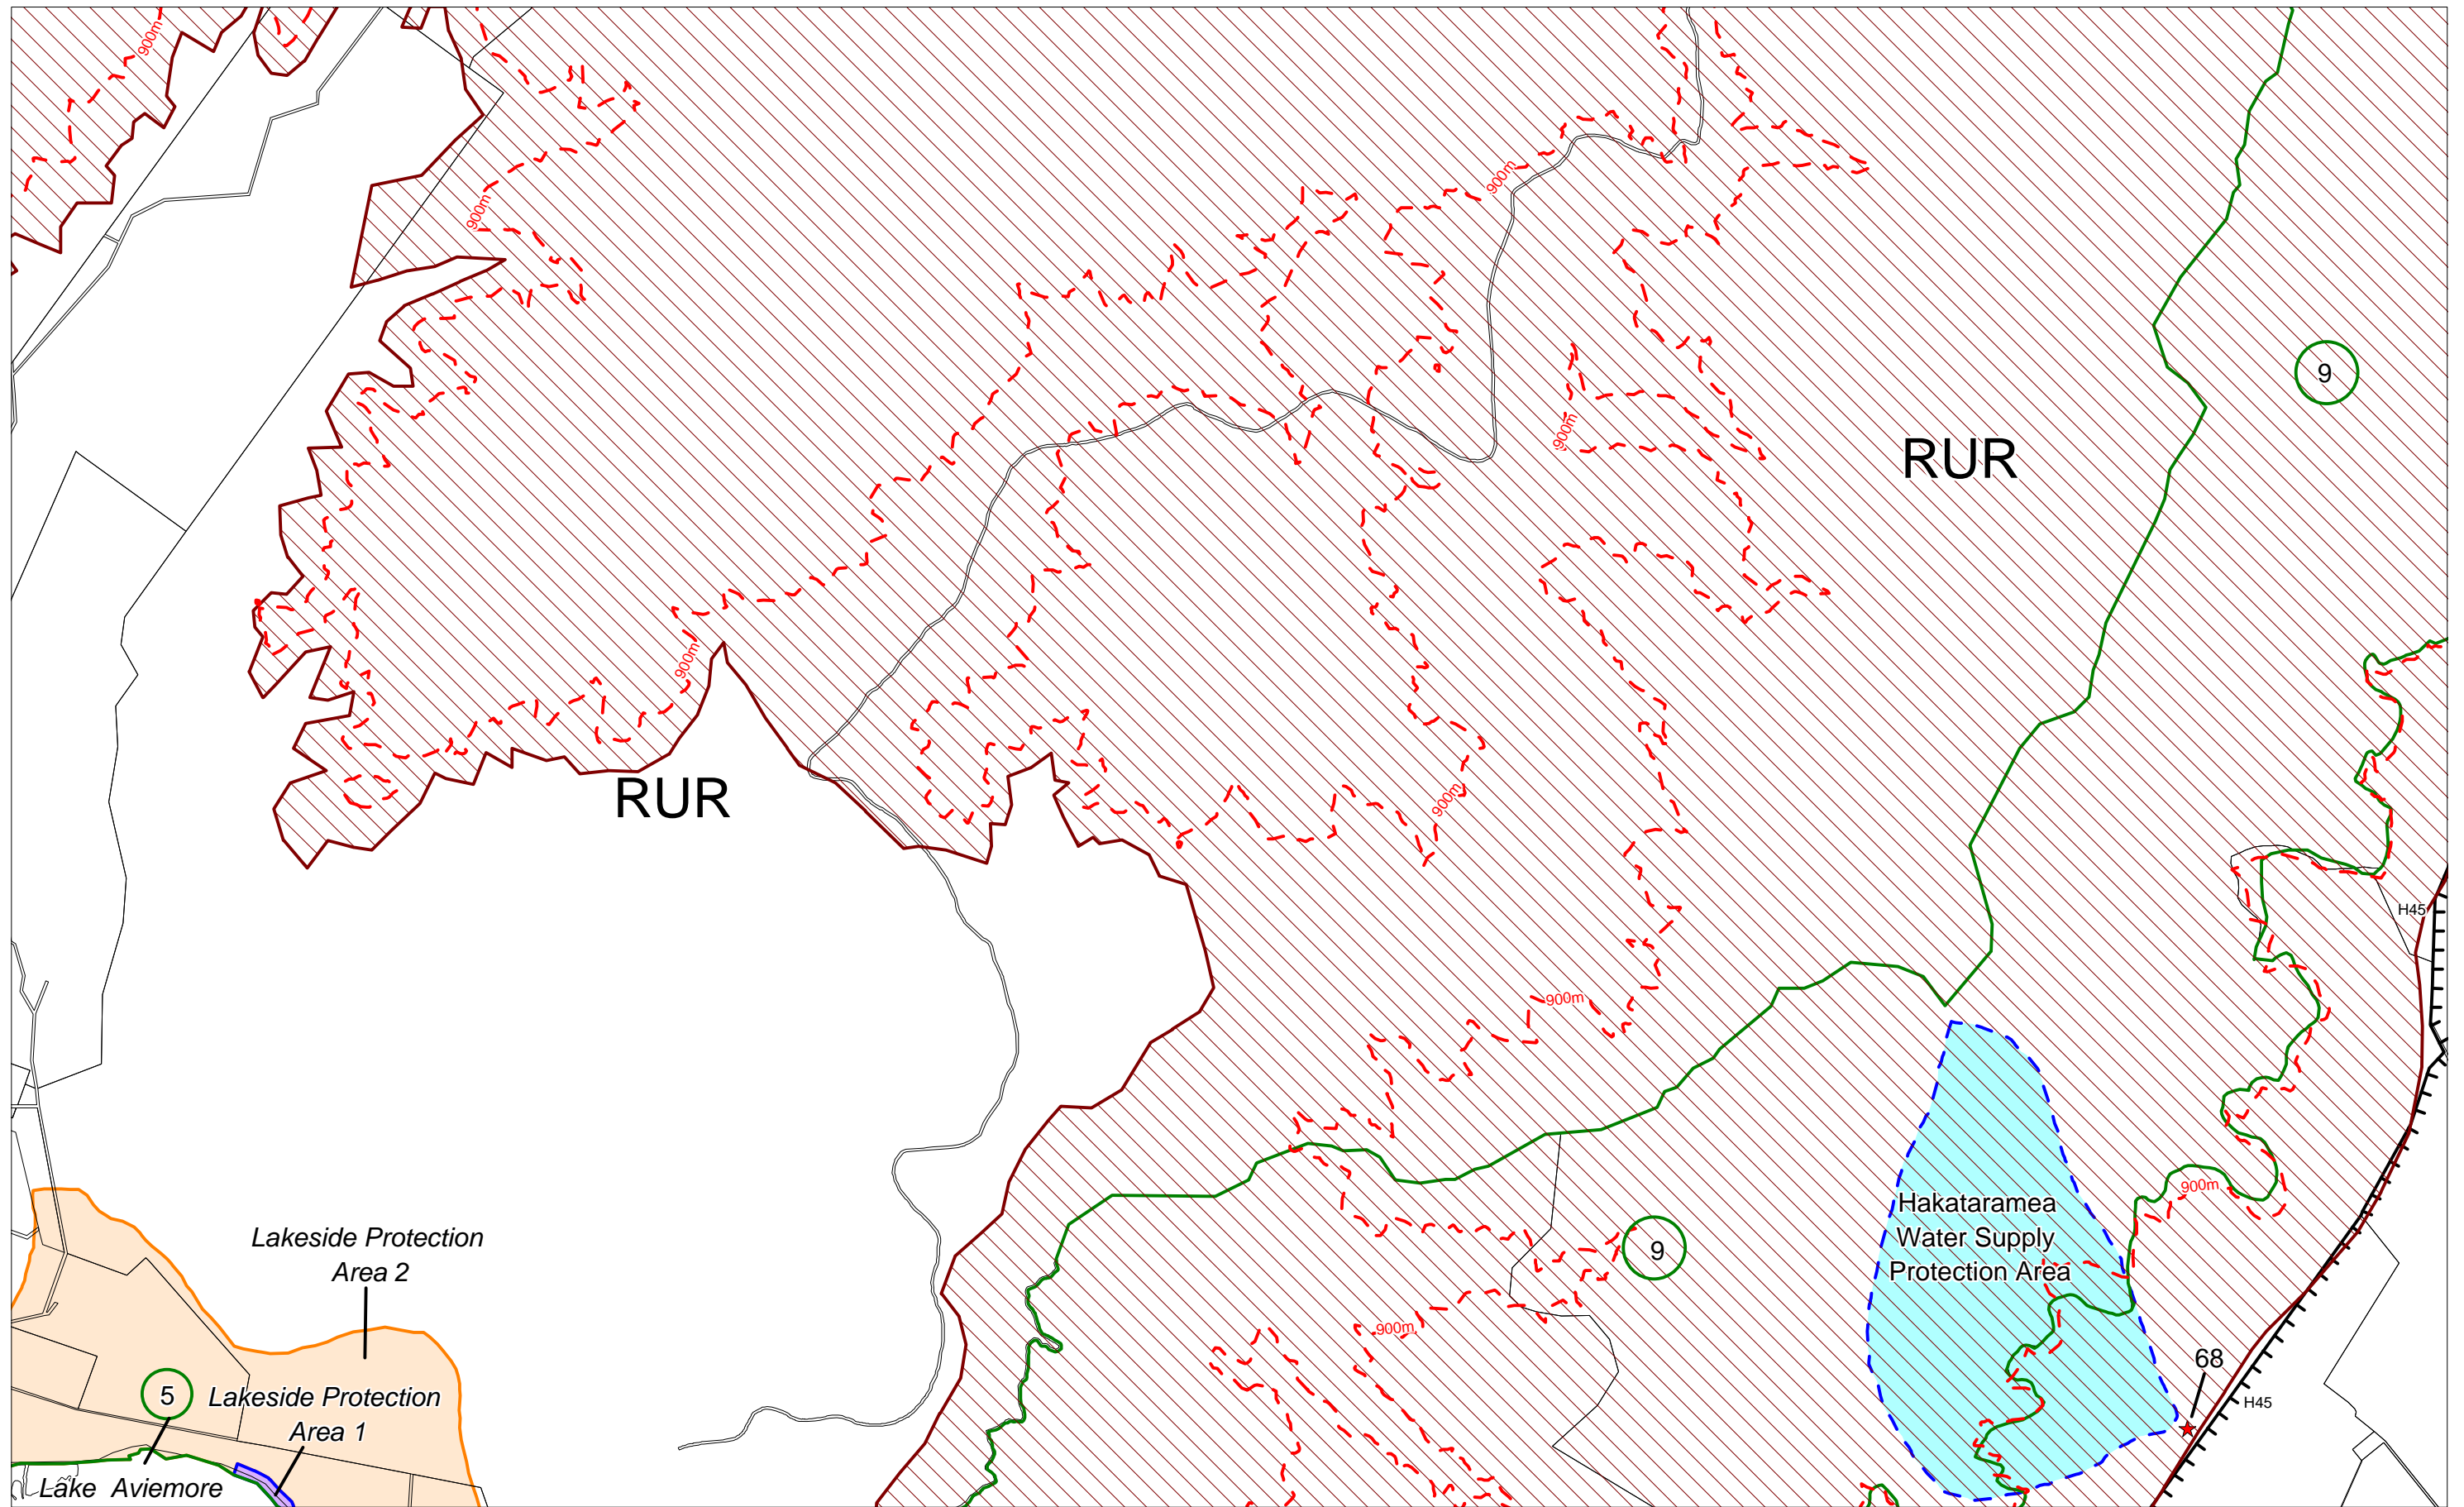 900m
900m
900m
9
900m
RUR
900m
RUR
900m
H45
900m
900m
Hakataramea
Water Supply
Protection Area
Lakeside Protection
Area 2
9
900m
68
5
Lakeside Protection
Area 1
H45
Lake Aviemore